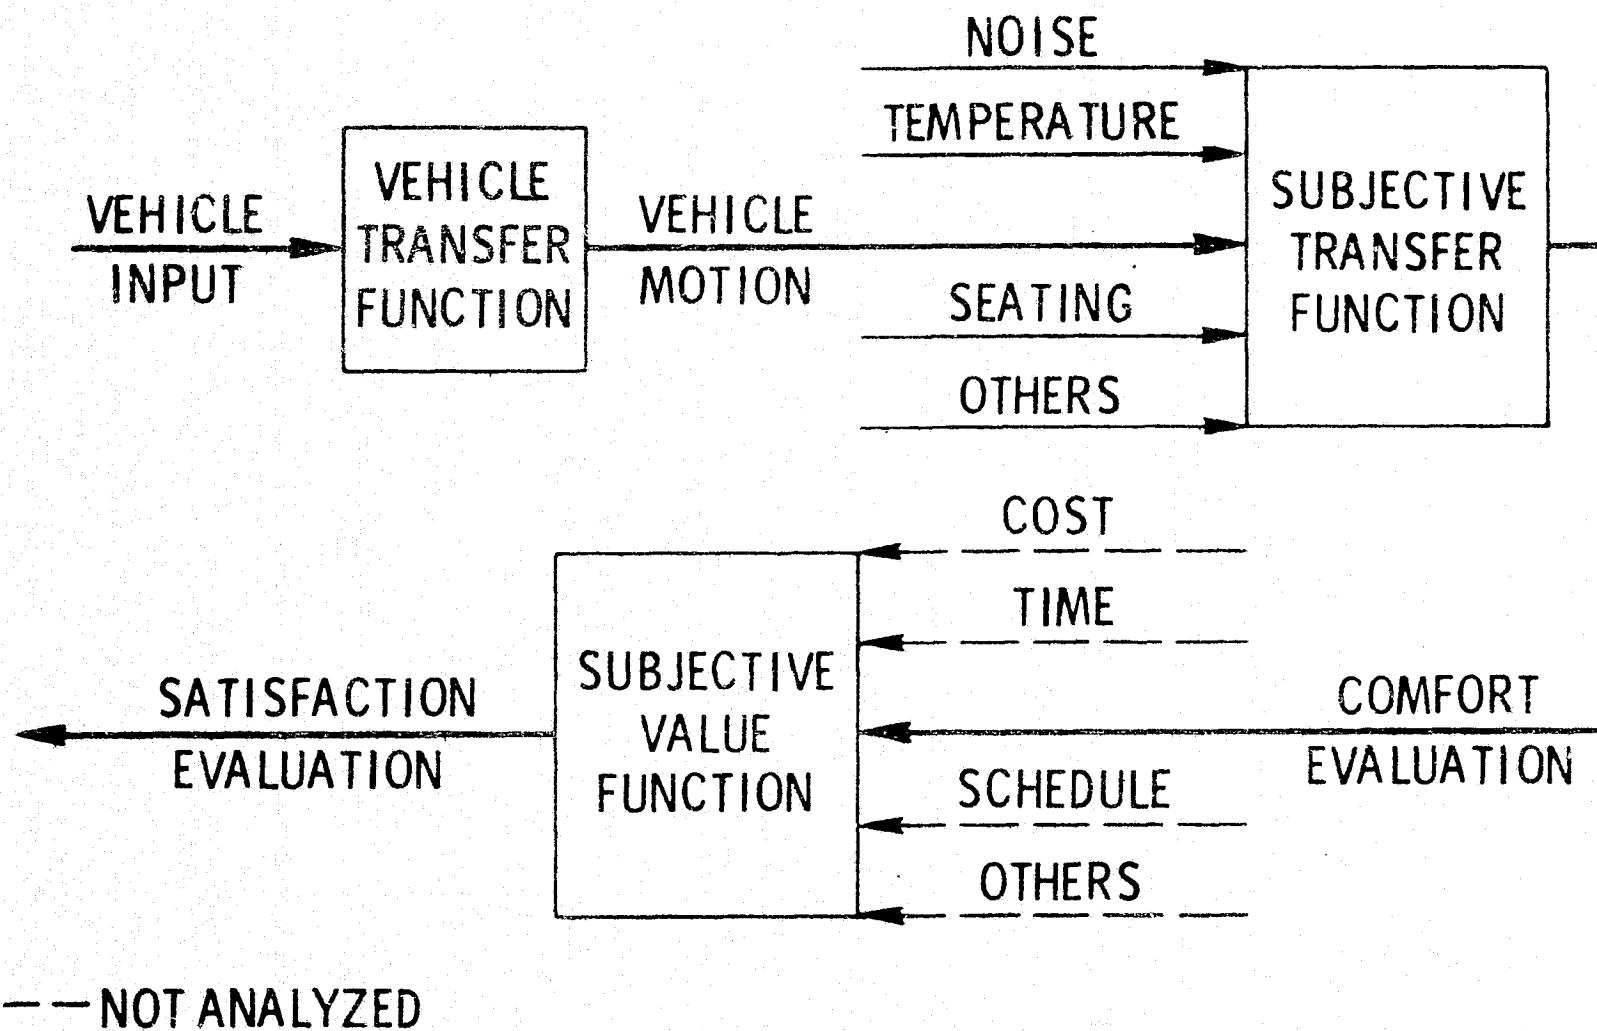 NOISE
TEMPERATURE
VEHICLE
INPUT
VEHICLE
TRANSFER
FUNCTION
VEHICLE
MOTION
SEATING
OTHERS
SUBJECTIVE
TRANSFER
FUNCTION
COST
TIME
COMFORT
EVALUATION
SCHEDULE
OTHERS
SUBJECTIVE
VALUE
FUNCTION
SATISFACTION
EVALUATION
-- NOT ANALYZED